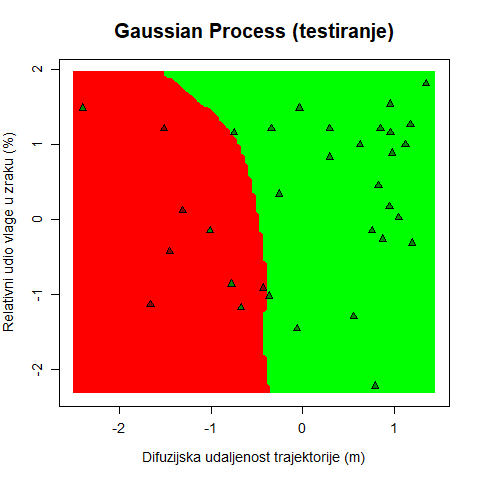 Gaussian Process (testiranje)
Relativni udio vlage u zraku (%)
2
1
0
-1
-2
-2 -1 0 1
Difuzijska udaljenost trajektorije (m)